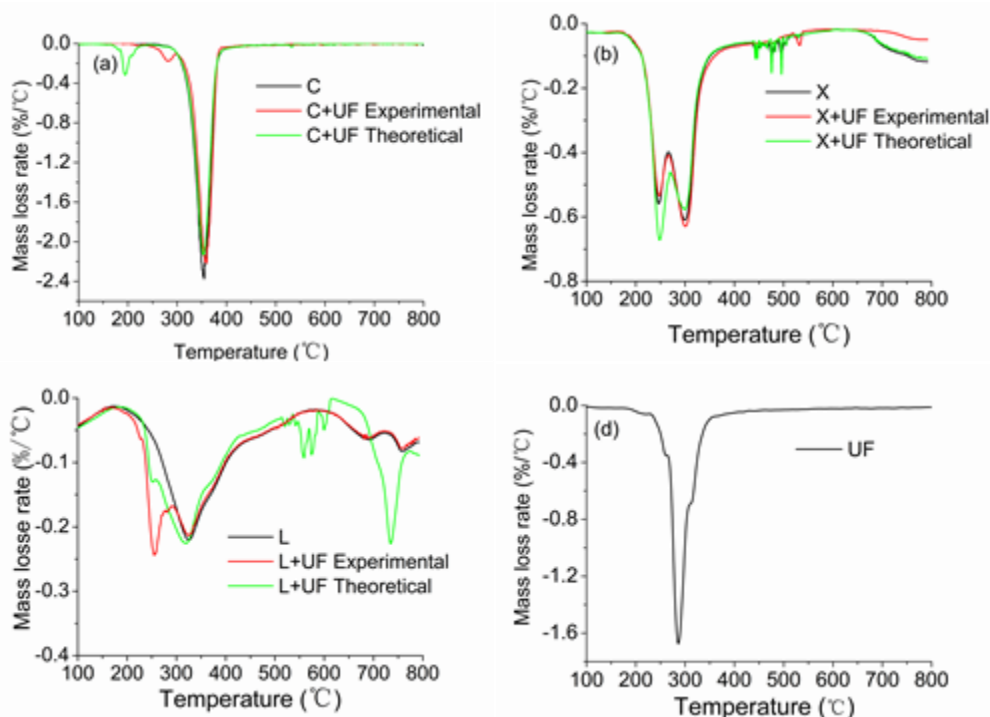 0.0
-0.4
-0.8
-1.2
-1.6
-2.0
-2.4
Mass loss rate (%/℃)
(a)
C
C+UF Experimental
C+UF Theoretical
100 200 300 400 500 600 700 800
Temperature (℃)
0.0
-0.2
-0.4
-0.6
-0.8
Mass loss rate (%/℃)
(b)
X
X+UF Experimental
X+UF Theoretical
100 200 300 400 500 600 700 800
Temperature (℃)
0.0
-0.1
-0.2
-0.3
-0.4
Mass losse rate (%/℃)
L
L+UF Experimental
L+UF Theoretical
100 200 300 400 500 600 700 800
Temperature (℃)
0.0
-0.4
-0.8
-1.2
-1.6
Mass loss rate (%/℃)
(d)
UF
100 200 300 400 500 600 700 800
Temperature (℃)